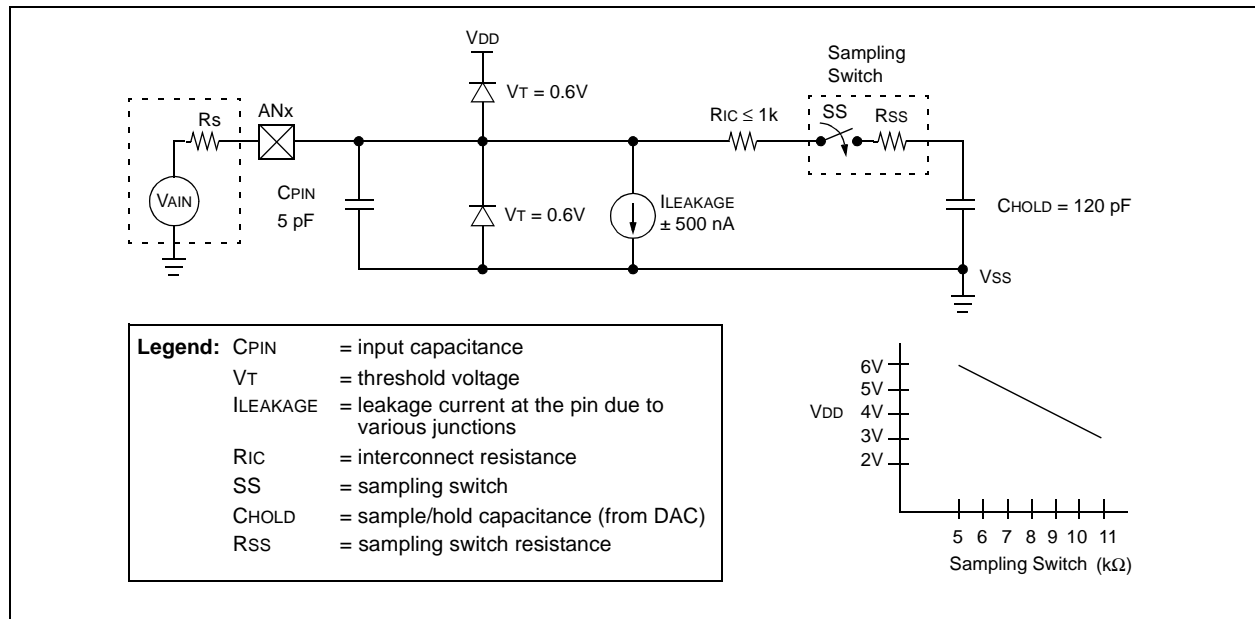 VDD
Sampling
Switch
VT = 0.6V
ANx
RS
RIC ≤ 1k
SS
RSS
VAIN
CPIN
5 pF
VT = 0.6V
ILEAKAGE
± 500 nA
CHOLD = 120 pF
VSS
Legend: CPIN = input capacitance
VT = threshold voltage
ILEAKAGE = leakage current at the pin due to
various junctions
RIC = interconnect resistance
SS = sampling switch
CHOLD = sample/hold capacitance (from DAC)
RSS = sampling switch resistance
6V
5V
VDD 4V
3V
2V
5 6 7 8 9 10 11
Sampling Switch (kΩ)